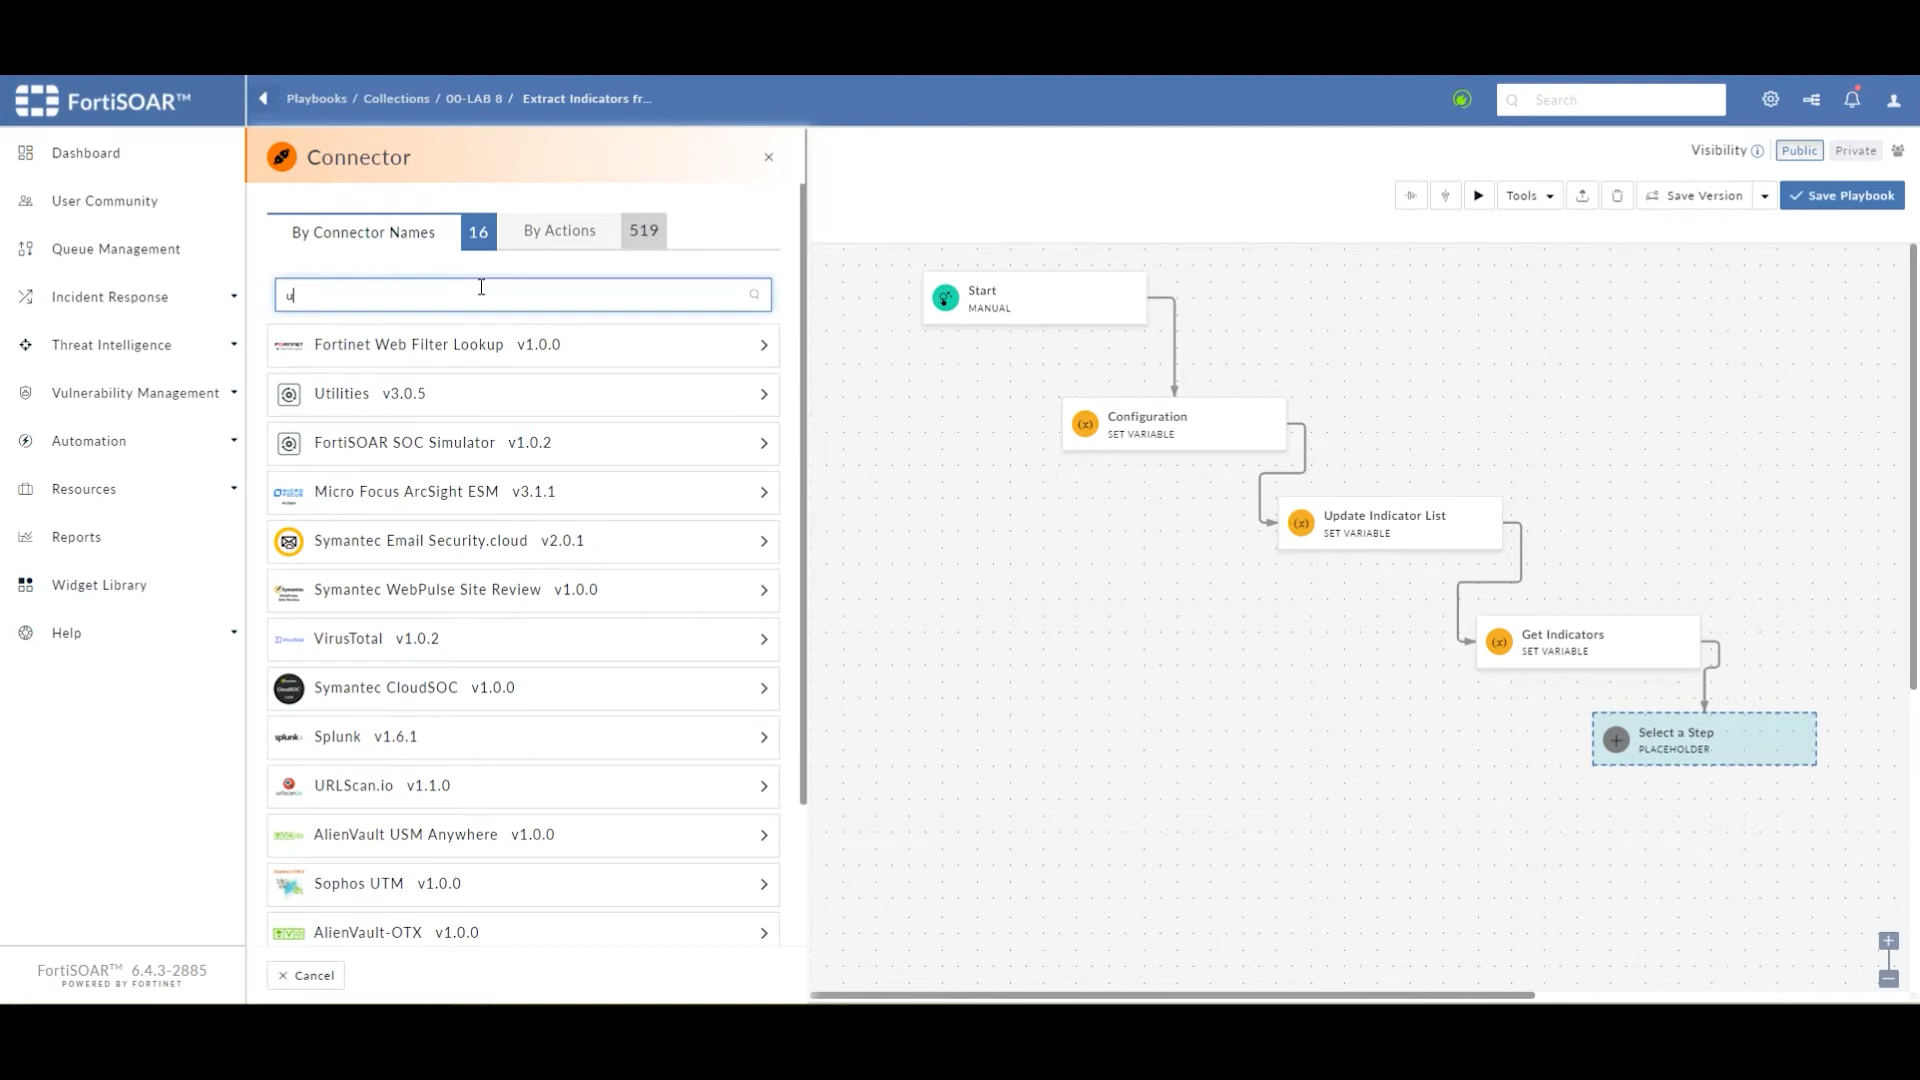 FortiSOAR™
Playbooks / Collections / 00-LAB 8 / Extract Indicators fr...
Search
Dashboard
User Community
Queue Management
Incident Response
Threat Intelligence
Vulnerability Management
Automation
Resources
Reports
Widget Library
Help
FortiSOAR™ 6.4.3-2885
POWERED BY FORTINET
Connector
By Connector Names 16
By Actions 519
u
Fortinet Web Filter Lookup v1.0.0
Utilities v3.0.5
FortiSOAR SOC Simulator v1.0.2
Micro Focus ArcSight ESM v3.1.1
Symantec Email Security.cloud v2.0.1
Symantec WebPulse Site Review v1.0.0
VirusTotal v1.0.2
Symantec CloudSOC v1.0.0
splunk> Splunk v1.6.1
URLScan.io v1.1.0
AlienVault USM Anywhere v1.0.0
Sophos UTM v1.0.0
AlienVault-OTX v1.0.0
Cancel
Visibility Public Private
Tools
Save Version
Save Playbook
Start
MANUAL
(x) Configuration
SET VARIABLE
(x) Update Indicator List
SET VARIABLE
(x) Get Indicators
SET VARIABLE
Select a Step
PLACEHOLDER